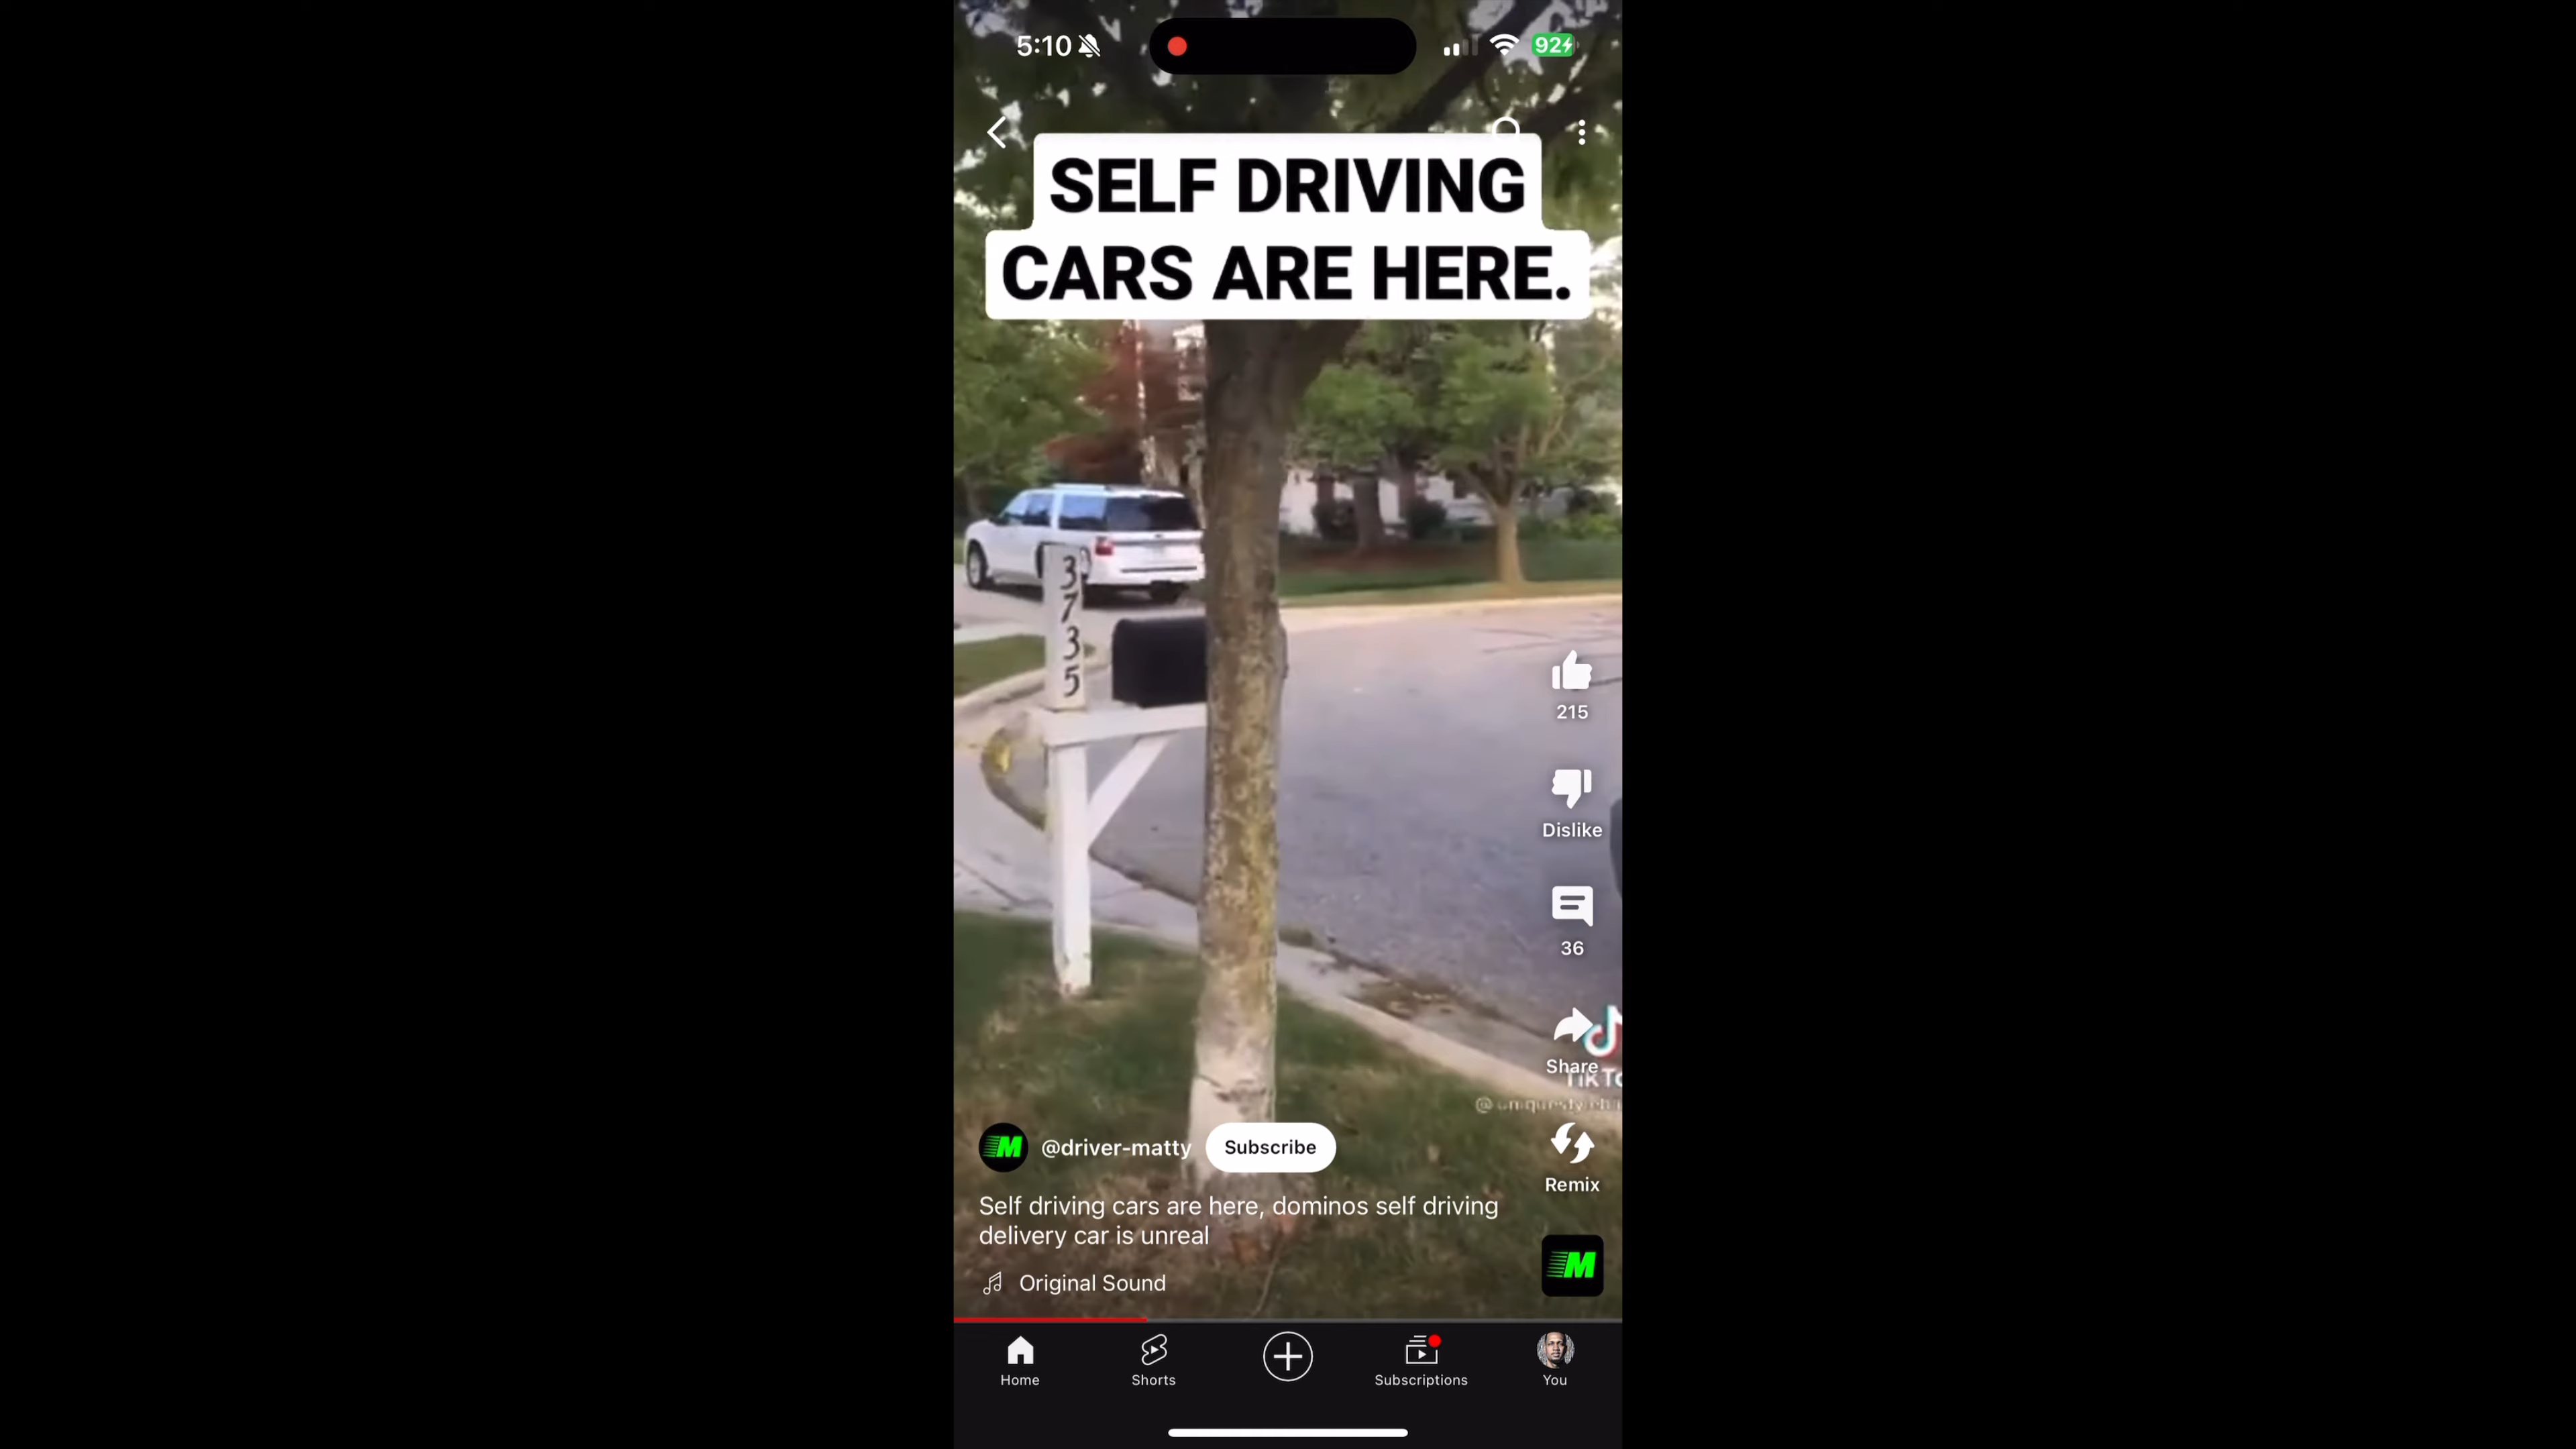 5:10
92
SELF DRIVING
CARS ARE HERE.
3
7
3
5
215
Dislike
36
Share
TikTo
M
@driver-matty
Subscribe
Remix
Self driving cars are here, dominos self driving
delivery car is unreal
M
Original Sound
Home
Shorts
Subscriptions
You